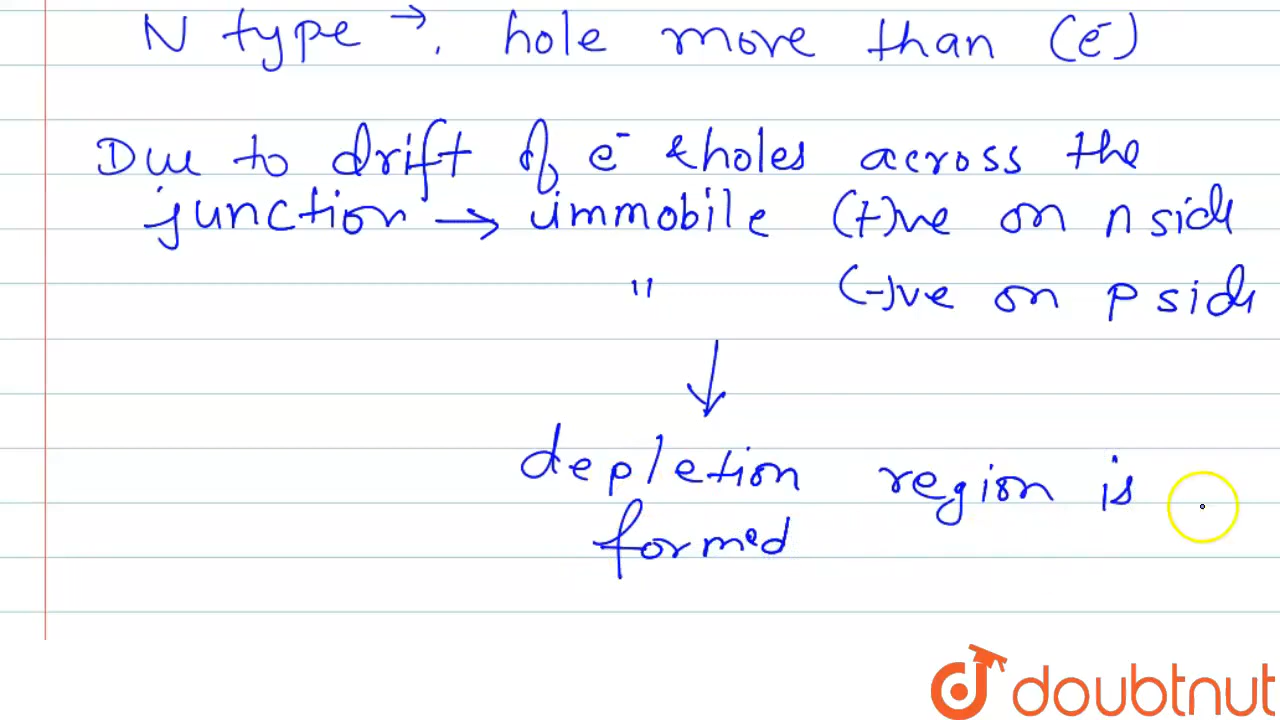 N type →. hole more than (e⁻)
Due to drift of e⁻ & holes across the
junction → immobile (+)ve on n side
" (-)ve on p side
↓
depletion region is
formed
doubtnut